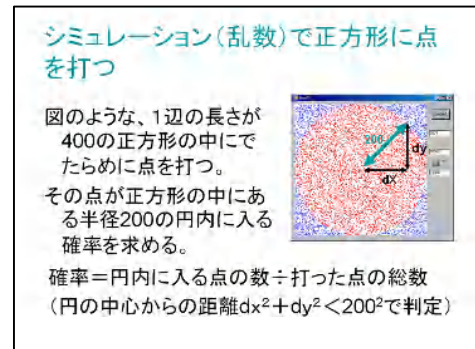 シミュレーション(乱数)で正方形に点
を打つ
図のような、1辺の長さが
400の正方形の中にで
たらめに点を打つ。
その点が正方形の中にあ
る半径200の円内に入る
確率を求める。
200
dy
dX
確率=円内に入る点の数÷打った点の総数
(円の中心からの距離dx²+dy²<200²で判定)